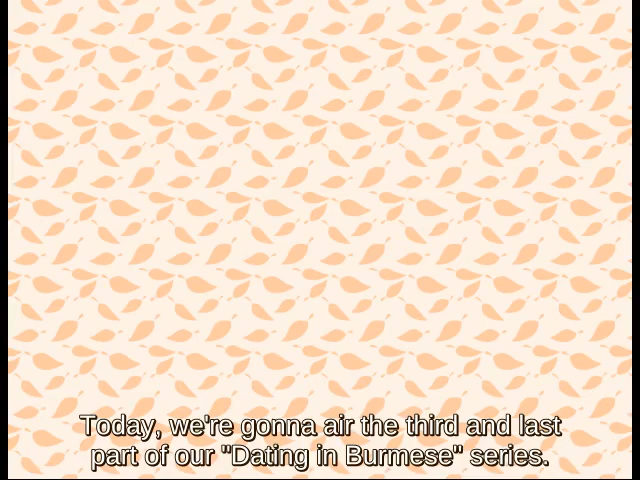 Today, we're gonna air the third and last
part of our "Dating in Burmese" series.